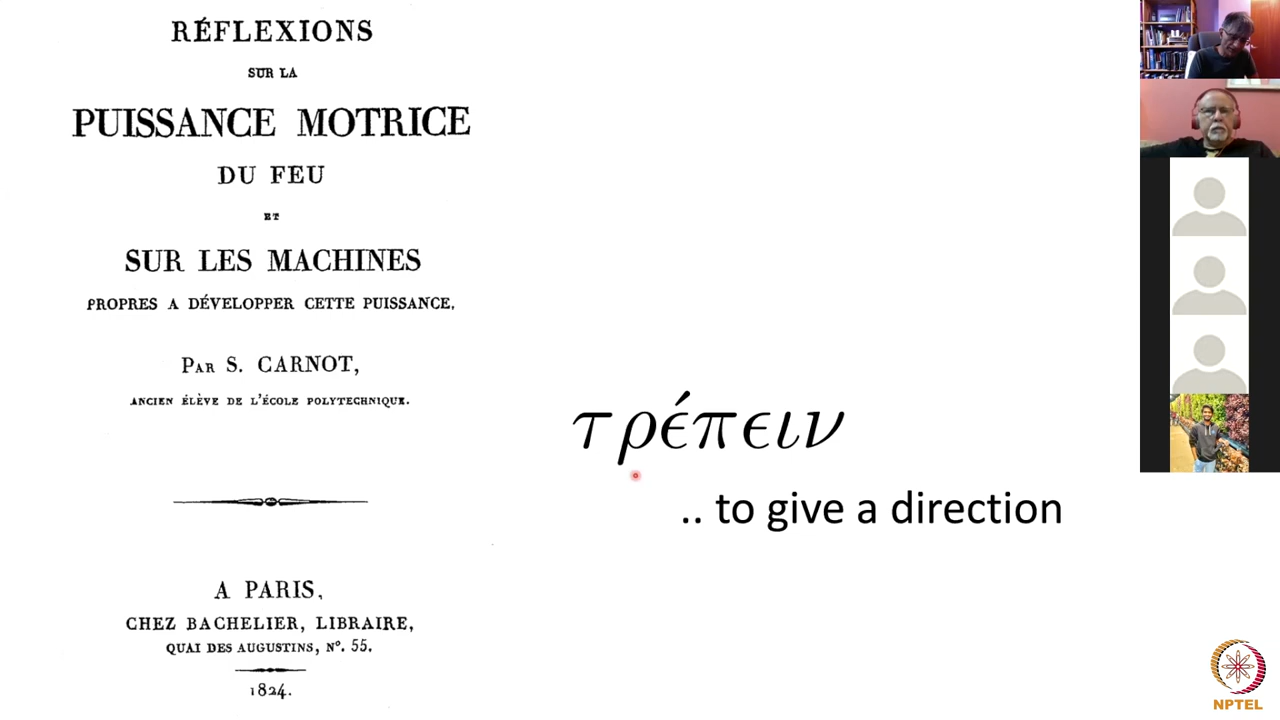 RÉFLEXIONS
SUR LA
PUISSANCE MOTRICE
DU FEU
ET
SUR LES MACHINES
PROPRES A DÉVELOPPER CETTE PUISSANCE,
PAR S. CARNOT,
ANCIEN ÉLÈVE DE L'ÉCOLE POLYTECHNIQUE.
A PARIS,
CHEZ BACHELIER, LIBRAIRE,
QUAI DES AUGUSTINS, Nº. 55.
1824.
τρέπειν
.. to give a direction
NPTEL